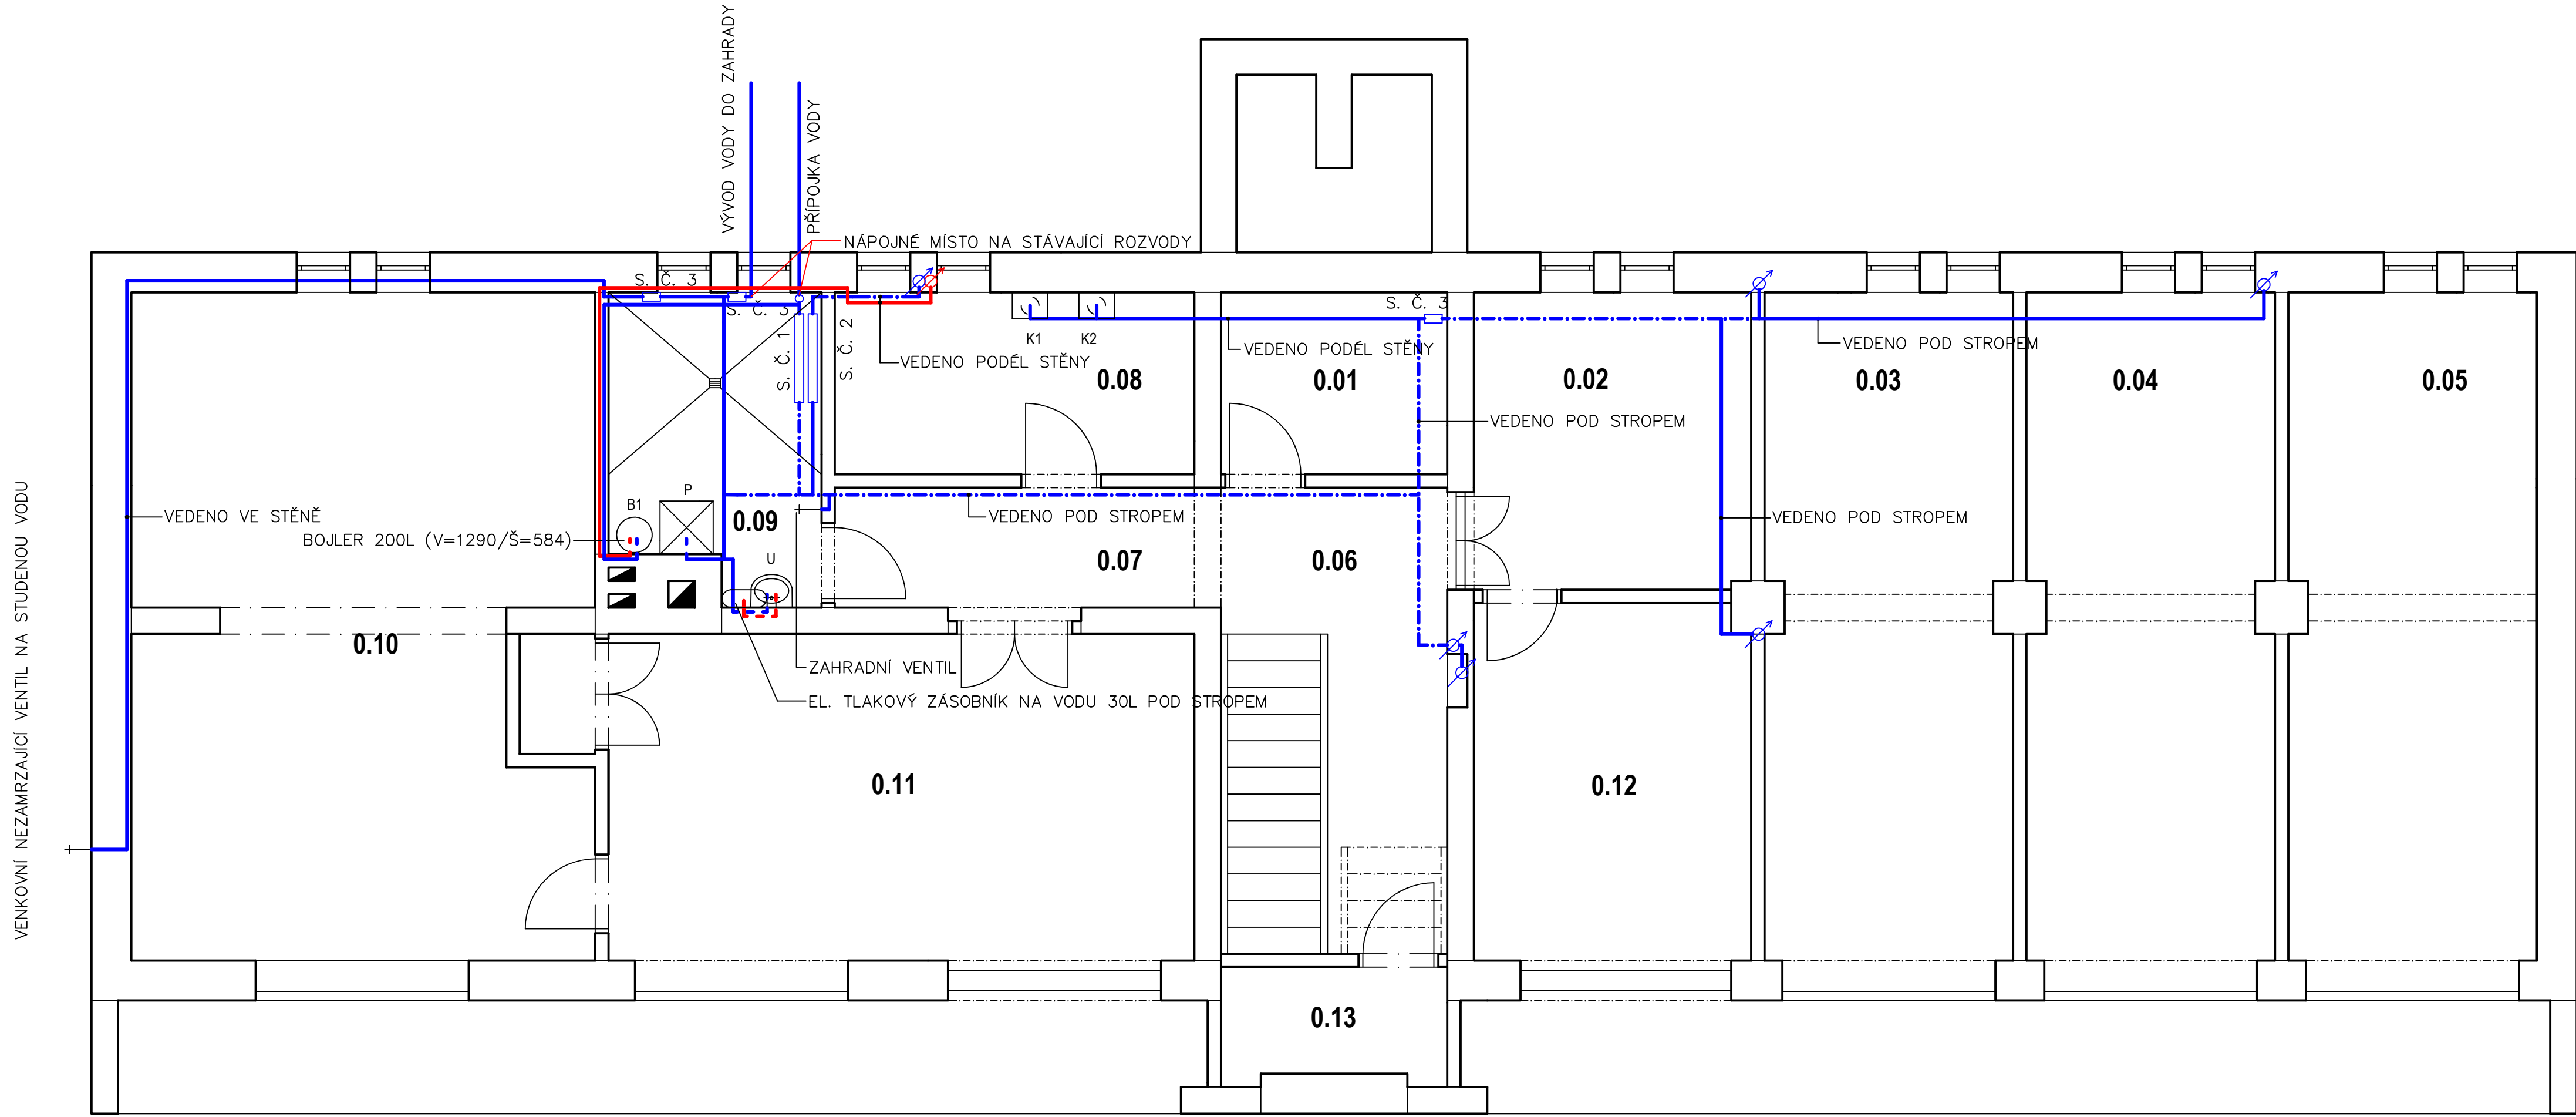 VÝVOD VODY DO ZAHRADY
PŘÍPOJKA VODY
NÁPOJNÉ MÍSTO NA STÁVAJÍCÍ ROZVODY
S. Č. 3
S. Č. 3
S. Č. 3
S. Č. 1
S. Č. 2
K1
K2
VEDENO PODÉL STĚNY
VEDENO PODÉL STĚNY
VEDENO POD STROPEM
0.08
0.01
0.02
0.03
0.04
0.05
VEDENO POD STROPEM
VENKOVNÍ NEZAMRZAJÍCÍ VENTIL NA STUDENOU VODU
VEDENO VE STĚNĚ
B1
P
0.09
VEDENO POD STROPEM
VEDENO POD STROPEM
BOJLER 200L (V=1290/Š=584)
U
0.07
0.06
0.10
ZAHRADNÍ VENTIL
EL. TLAKOVÝ ZÁSOBNÍK NA VODU 30L POD STROPEM
0.11
0.12
0.13